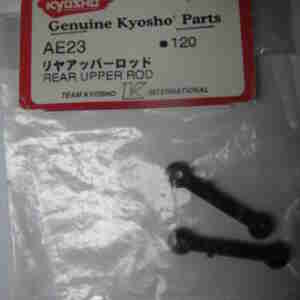 KYOSHO
Genuine Kyosho Parts
AE23 ■120
リヤアッパーロッド
REAR UPPER ROD
TEAM KYOSHO K INTERNATIONAL